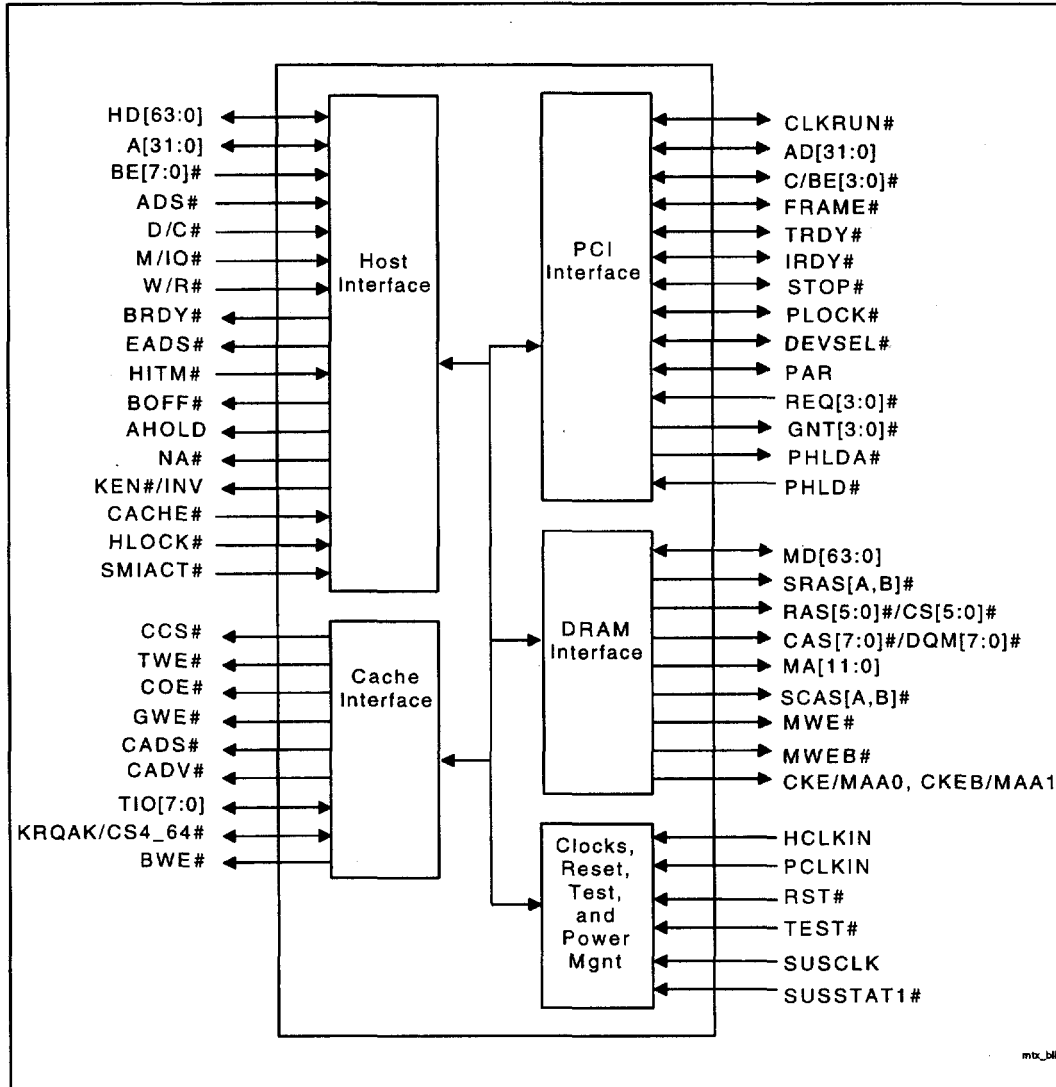 HD[63:0]
A[31:0]
BE[7:0]#
ADS#
D/C#
M/IO#
W/R#
BRDY#
EADS#
HITM#
BOFF#
AHOLD
NA#
KEN#/INV
CACHE#
HLOCK#
SMIACT#
Host
Interface
CCS#
TWE#
COE#
GWE#
CADS#
CADV#
TIO[7:0]
KRQAK/CS4_64#
BWE#
Cache
Interface
PCI
Interface
CLKRUN#
AD[31:0]
C/BE[3:0]#
FRAME#
TRDY#
IRDY#
STOP#
PLOCK#
DEVSEL#
PAR
REQ[3:0]#
GNT[3:0]#
PHLDA#
PHLD#
DRAM
Interface
MD[63:0]
SRAS[A,B]#
RAS[5:0]#/CS[5:0]#
CAS[7:0]#/DQM[7:0]#
MA[11:0]
SCAS[A,B]#
MWE#
MWEB#
CKE/MAA0, CKEB/MAA1
Clocks,
Reset,
Test,
and
Power
Mgnt
HCLKIN
PCLKIN
RST#
TEST#
SUSCLK
SUSSTAT1#